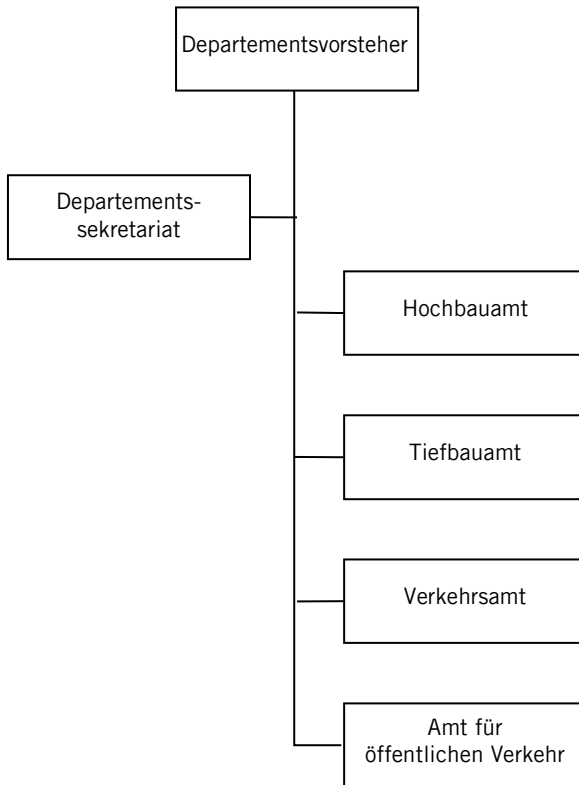 Departementsvorsteher
Departements-
sekretariat
Hochbauamt
Tiefbauamt
Verkehrsamt
Amt für
öffentlichen Verkehr